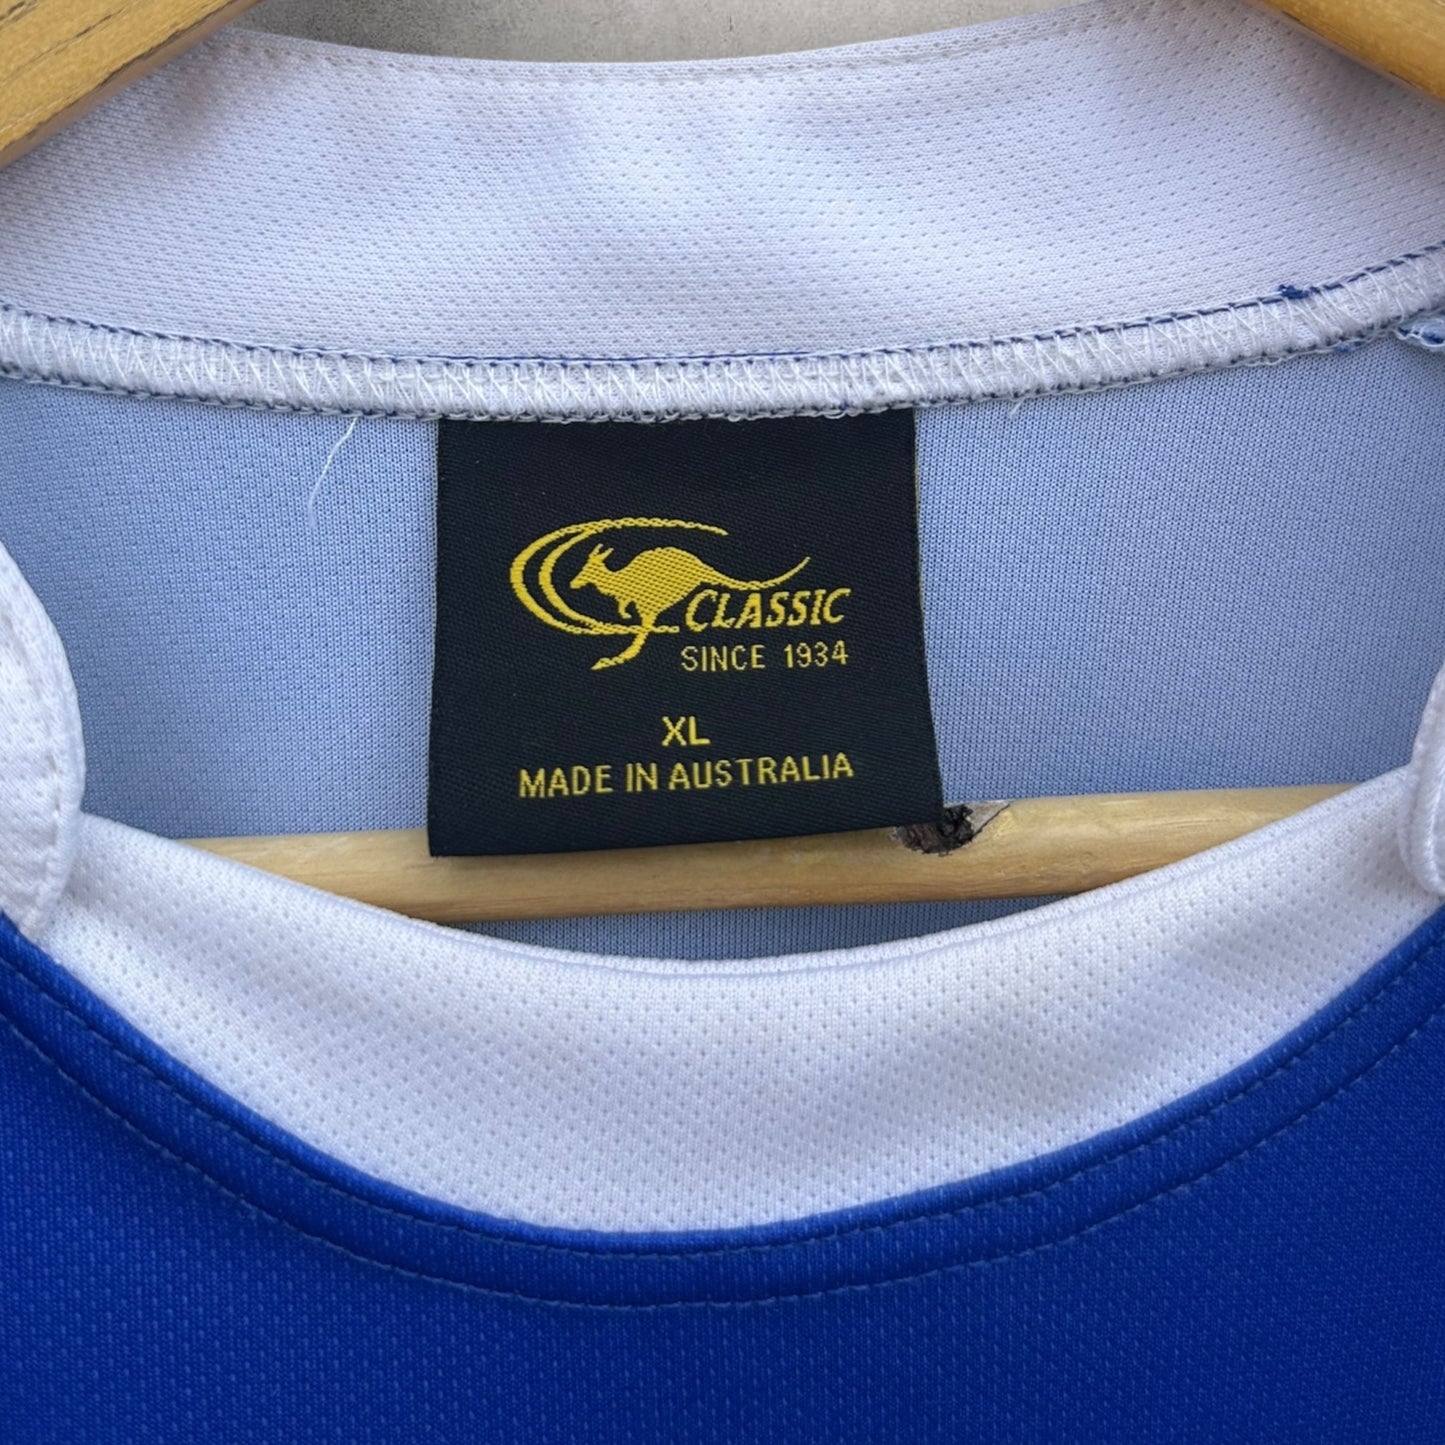 CLASSIC
SINCE 1934
XL
MADE IN AUSTRALIA